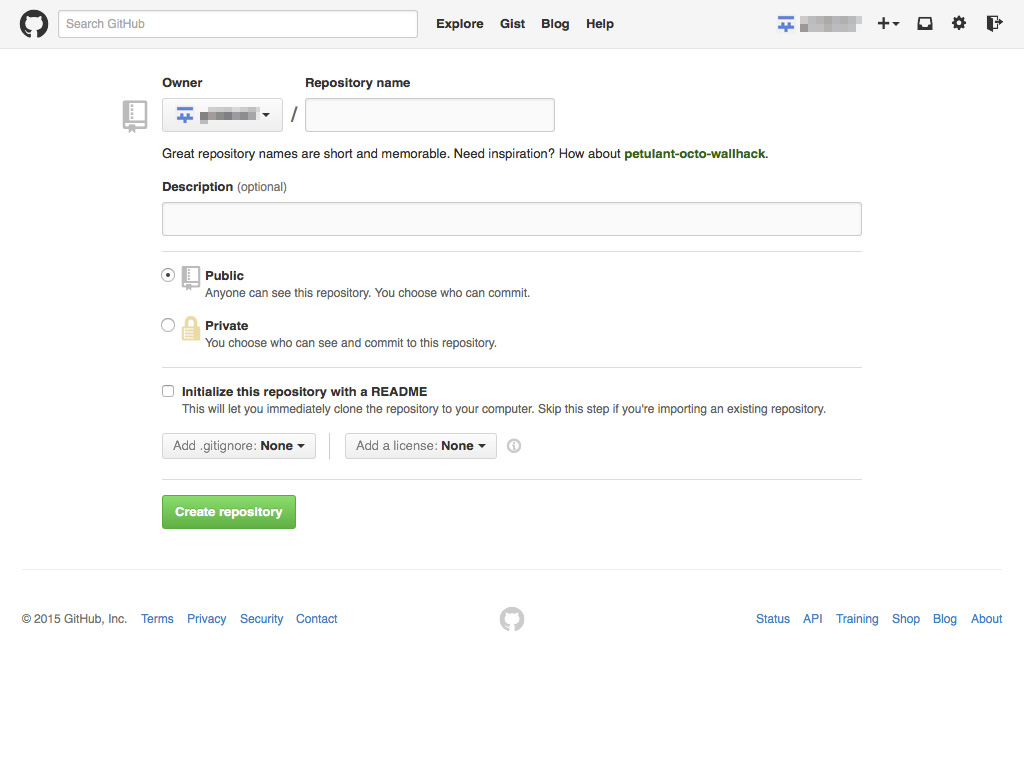 Search GitHub Explore Gist Blog Help
Owner Repository name
/
Great repository names are short and memorable. Need inspiration? How about petulant-octo-wallhack.
Description (optional)
Public
Anyone can see this repository. You choose who can commit.
Private
You choose who can see and commit to this repository.
Initialize this repository with a README
This will let you immediately clone the repository to your computer. Skip this step if you're importing an existing repository.
Add .gitignore: None Add a license: None
Create repository
© 2015 GitHub, Inc. Terms Privacy Security Contact Status API Training Shop Blog About